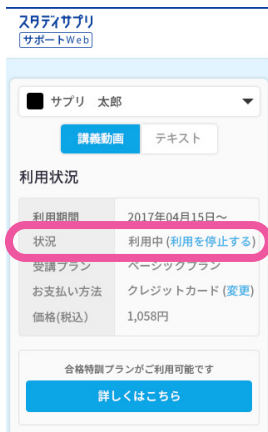 スタディサプリ
サポートWeb
サプリ 太郎
講義動画 テキスト
利用状況
利用期間 2017年04月15日〜
状況 利用中 (利用を停止する)
受講プラン ベーシックプラン
お支払い方法 クレジットカード (変更)
価格(税込) 1,058円
合格特訓プランがご利用可能です
詳しくはこちら